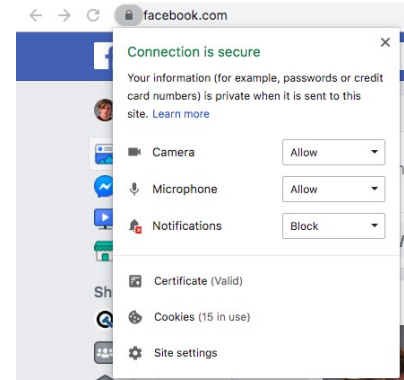 facebook.com
Connection is secure
Your information (for example, passwords or credit
card numbers) is private when it is sent to this
site. Learn more
Camera Allow
Microphone Allow
Notifications Block
Certificate (Valid)
Cookies (15 in use)
Site settings
Sh